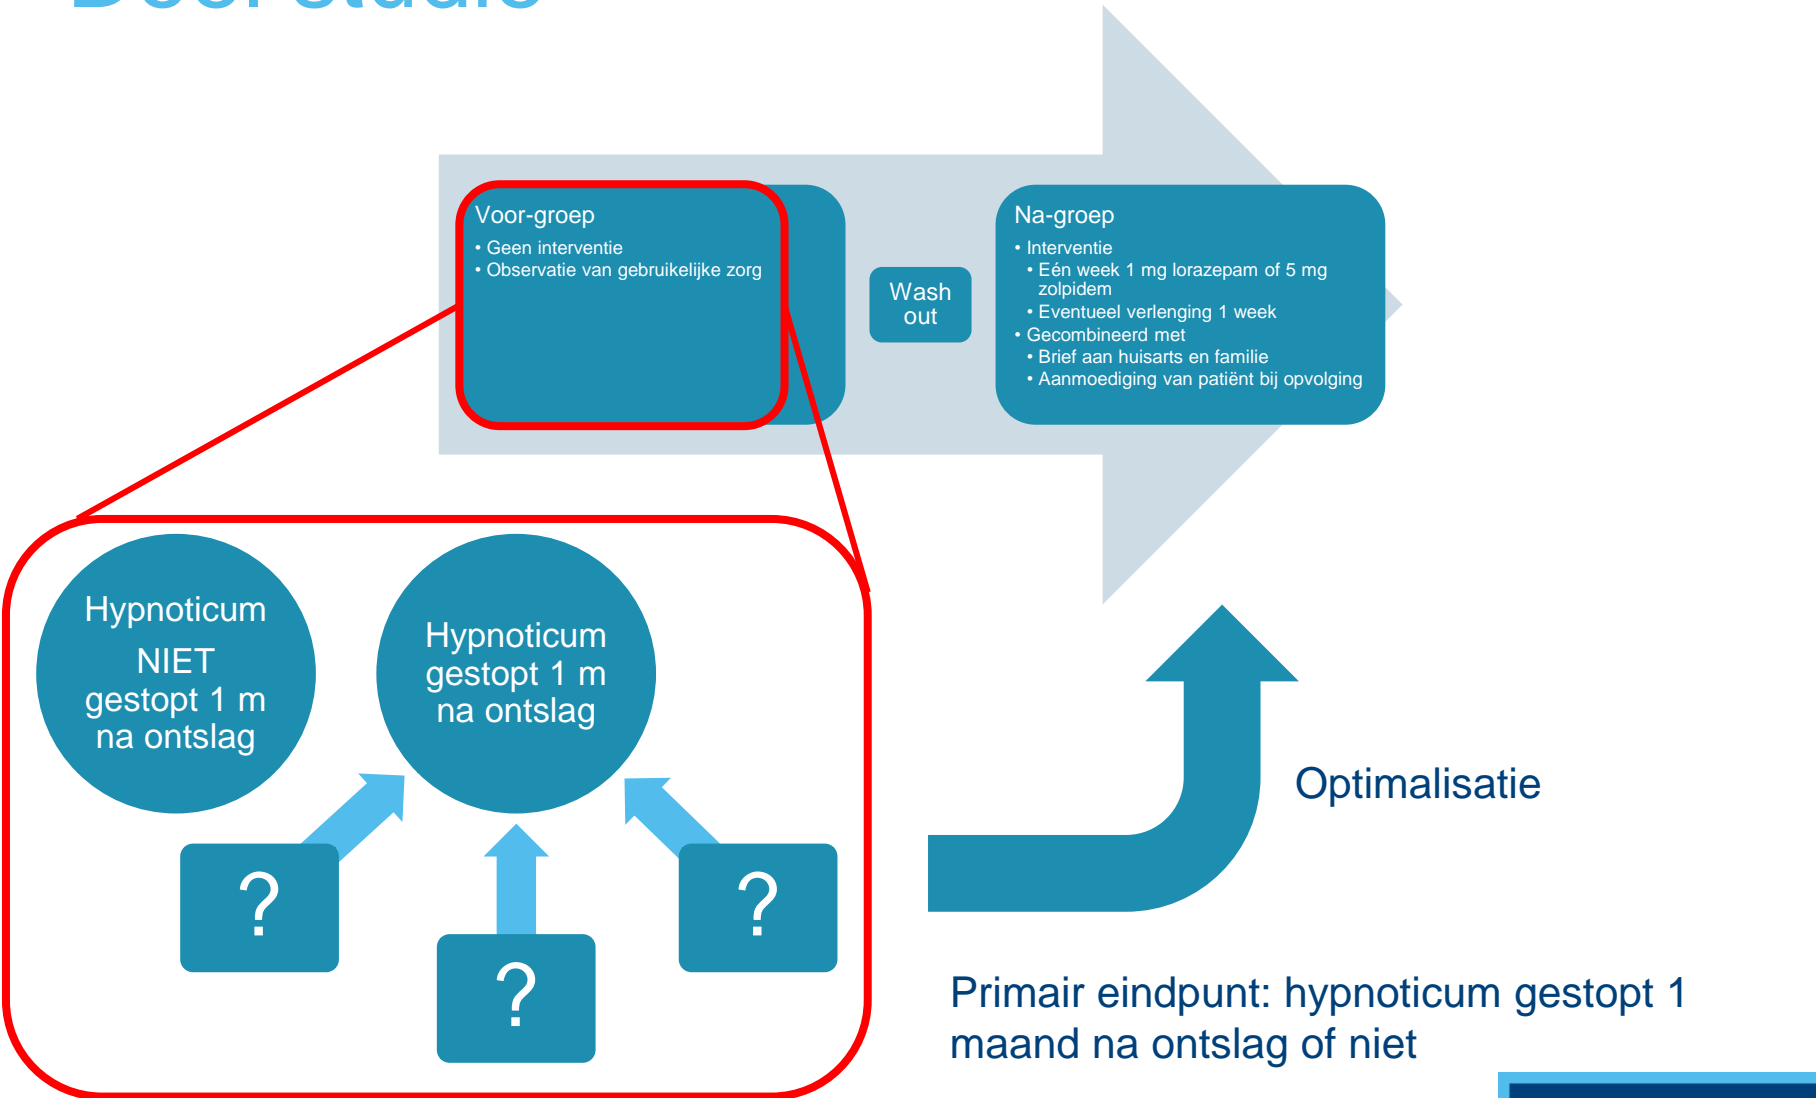 Doel studie
Voor-groep
• Geen interventie
• Observatie van gebruikelijke zorg
Wash
out
Na-groep
• Interventie
• Eén week 1 mg lorazepam of 5 mg
zolpidem
• Eventueel verlenging 1 week
• Gecombineerd met
• Brief aan huisarts en familie
• Aanmoediging van patiënt bij opvolging
Hypnoticum
NIET
gestopt 1 m
na ontslag
Hypnoticum
gestopt 1 m
na ontslag
?
?
?
Optimalisatie
Primair eindpunt: hypnoticum gestopt 1
maand na ontslag of niet